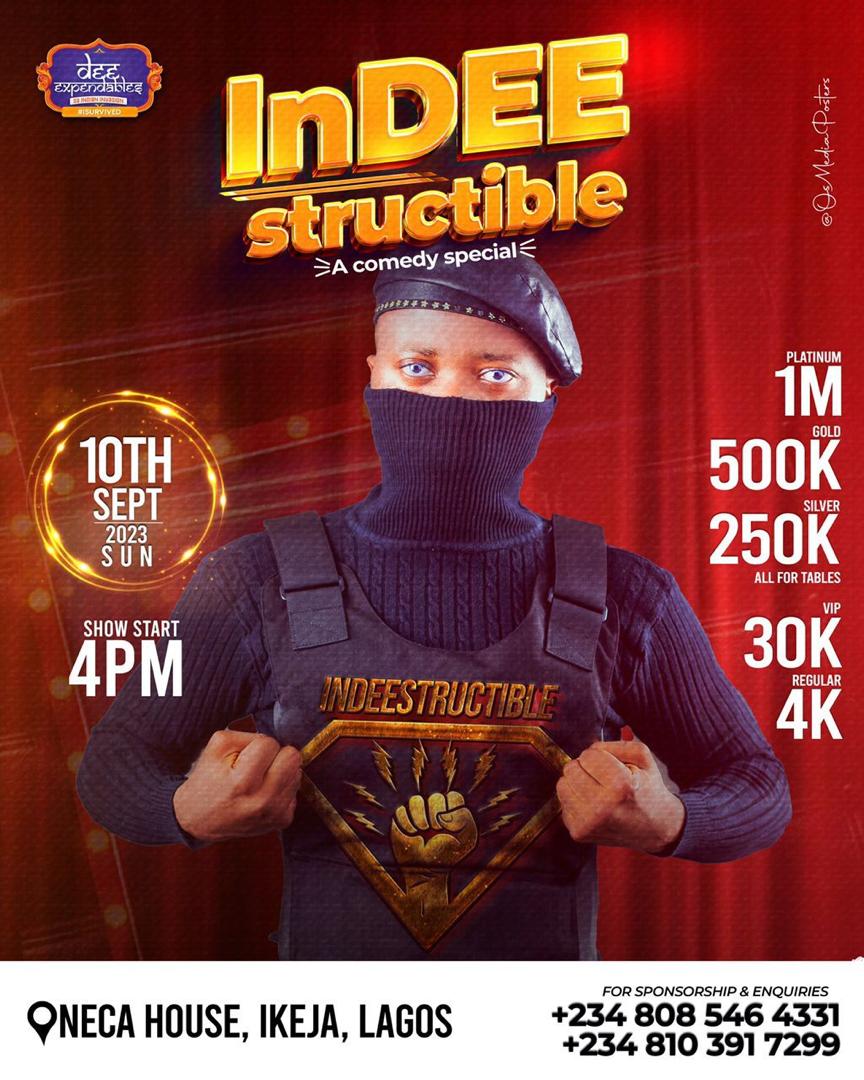 dee
expendables
#ISURVIVED
InDEE
structible
A comedy special
@QsMediaPosters
10TH
SEPT
2023
SUN
SHOW START
4PM
PLATINUM
1M
GOLD
500K
SILVER
250K
ALL FOR TABLES
VIP
30K
REGULAR
4K
INDEESTRUCTIBLE
NECA HOUSE, IKEJA, LAGOS
FOR SPONSORSHIP & ENQUIRIES
+234 808 546 4331
+234 810 391 7299